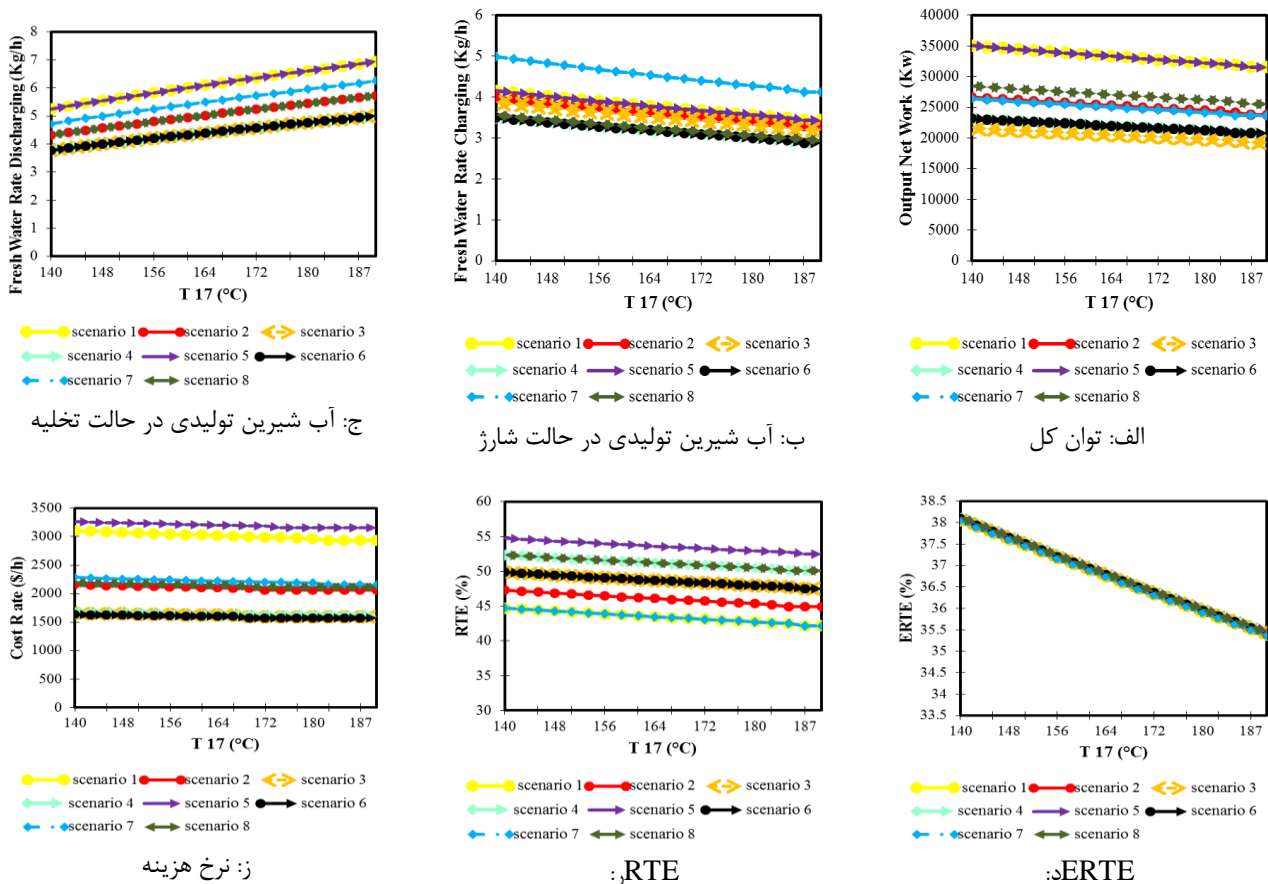 Fresh Water Rate Discharging (Kg/h)
8
7
6
5
4
3
2
1
0
140 148 156 164 172 180 187
T 17 (°C)
scenario 1 scenario 2 scenario 3
scenario 4 scenario 5 scenario 6
scenario 7 scenario 8
ج: آب شیرین تولیدی در حالت تخلیه
Fresh Water Rate Charging (Kg/h)
6
5
4
3
2
1
0
140 148 156 164 172 180 187
T 17 (°C)
scenario 1 scenario 2 scenario 3
scenario 4 scenario 5 scenario 6
scenario 7 scenario 8
ب: آب شیرین تولیدی در حالت شارژ
Output Net Work (Kw)
40000
35000
30000
25000
20000
15000
10000
5000
0
140 148 156 164 172 180 187
T 17 (°C)
scenario 1 scenario 2 scenario 3
scenario 4 scenario 5 scenario 6
scenario 7 scenario 8
الف: توان کل
Cost R ate ($/h)
3500
3000
2500
2000
1500
1000
500
0
140 148 156 164 172 180 187
T 17 (°C)
scenario 1 scenario 2 scenario 3
scenario 4 scenario 5 scenario 6
scenario 7 scenario 8
ز: نرخ هزینه
RTE (%)
60
55
50
45
40
35
30
140 148 156 164 172 180 187
T 17 (°C)
scenario 1 scenario 2 scenario 3
scenario 4 scenario 5 scenario 6
scenario 7 scenario 8
ر:RTE
ERTE (%)
38.5
38
37.5
37
36.5
36
35.5
35
34.5
34
33.5
140 148 156 164 172 180 187
T 17 (°C)
scenario 1 scenario 2 scenario 3
scenario 4 scenario 5 scenario 6
scenario 7 scenario 8
د:ERTE